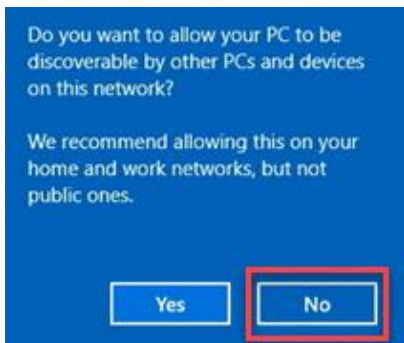 Do you want to allow your PC to be
discoverable by other PCs and devices
on this network?
We recommend allowing this on your
home and work networks, but not
public ones.
Yes No